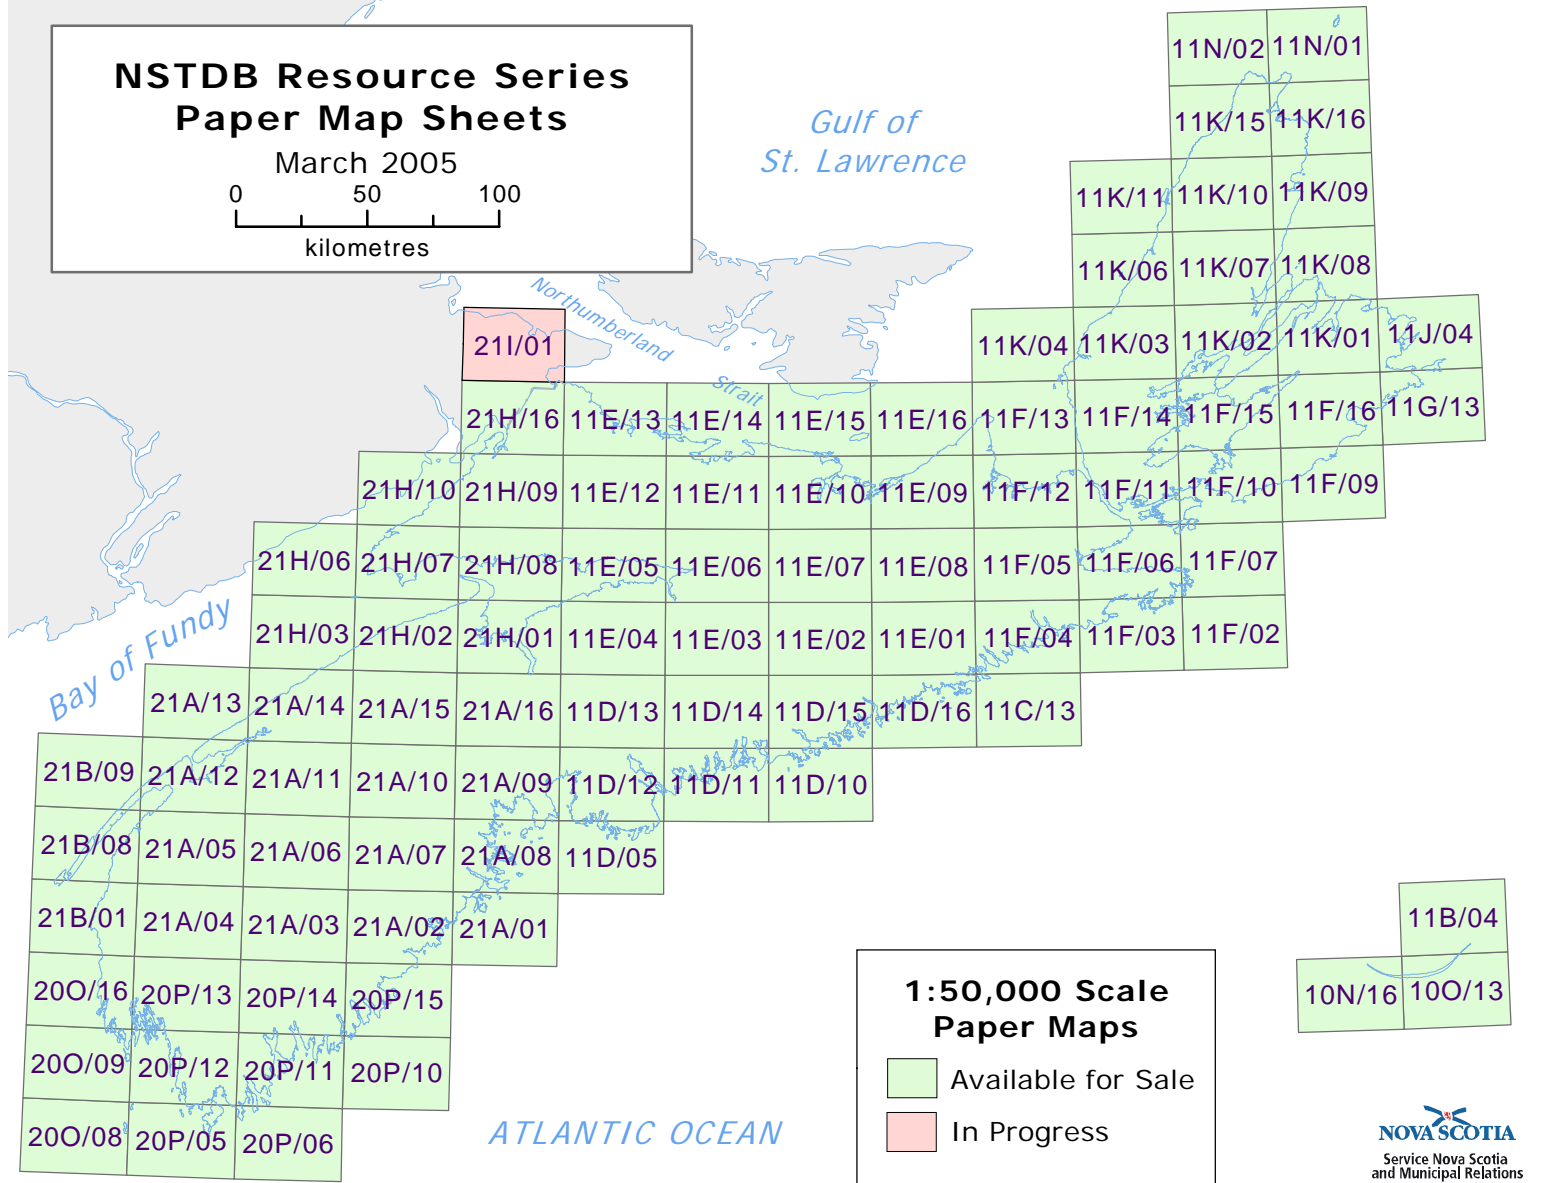 NSTDB Resource Series
Paper Map Sheets
March 2005
0 50 100
kilometres
Gulf of
St. Lawrence
Northumberland
Strait
Bay of Fundy
ATLANTIC OCEAN
11N/02 11N/01
11K/15 11K/16
11K/11 11K/10 11K/09
11K/06 11K/07 11K/08
21I/01 11K/04 11K/03 11K/02 11K/01 11J/04
21H/16 11E/13 11E/14 11E/15 11E/16 11F/13 11F/14 11F/15 11F/16 11G/13
21H/10 21H/09 11E/12 11E/11 11E/10 11E/09 11F/12 11F/11 11F/10 11F/09
21H/06 21H/07 21H/08 11E/05 11E/06 11E/07 11E/08 11F/05 11F/06 11F/07
21H/03 21H/02 21H/01 11E/04 11E/03 11E/02 11E/01 11F/04 11F/03 11F/02
21A/13 21A/14 21A/15 21A/16 11D/13 11D/14 11D/15 11D/16 11C/13
21B/09 21A/12 21A/11 21A/10 21A/09 11D/12 11D/11 11D/10
21B/08 21A/05 21A/06 21A/07 21A/08 11D/05
21B/01 21A/04 21A/03 21A/02 21A/01
11B/04
20O/16 20P/13 20P/14 20P/15
10N/16 10O/13
20O/09 20P/12 20P/11 20P/10
20O/08 20P/05 20P/06
1:50,000 Scale
Paper Maps
Available for Sale
In Progress
NOVA SCOTIA
Service Nova Scotia
and Municipal Relations